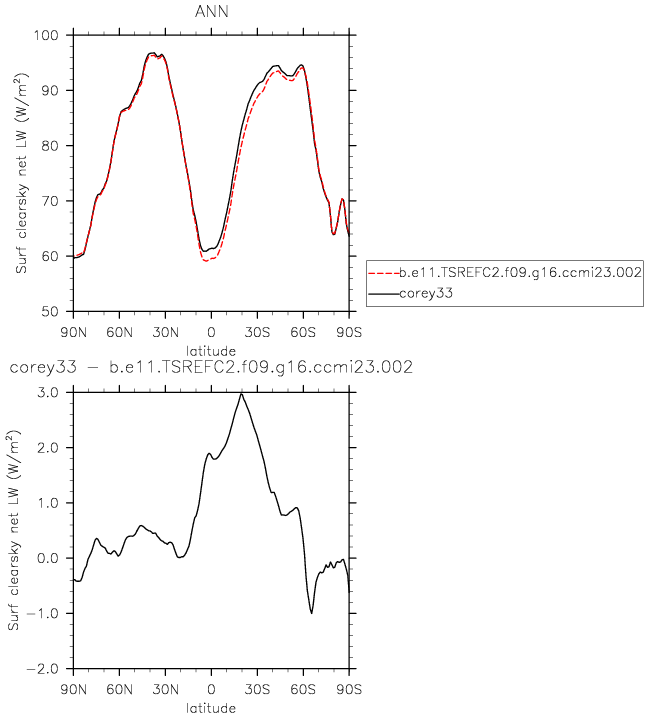 ANN
Surf clearsky net LW (W/m²)
100
90
80
70
60
50
90N 60N 30N 0 30S 60S 90S
latitude
b.e11.TSREFC2.f09.g16.ccmi23.002
corey33
corey33 − b.e11.TSREFC2.f09.g16.ccmi23.002
Surf clearsky net LW (W/m²)
3.0
2.0
1.0
0.0
−1.0
−2.0
90N 60N 30N 0 30S 60S 90S
latitude